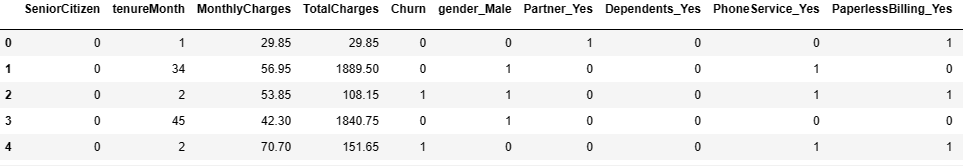 SeniorCitizen tenureMonth MonthlyCharges TotalCharges Churn gender_Male Partner_Yes Dependents_Yes PhoneService_Yes PaperlessBilling_Yes
0 0 1 29.85 29.85 0 0 1 0 0 1
1 0 34 56.95 1889.50 0 1 0 0 1 0
2 0 2 53.85 108.15 1 1 0 0 1 1
3 0 45 42.30 1840.75 0 1 0 0 0 0
4 0 2 70.70 151.65 1 0 0 0 1 1